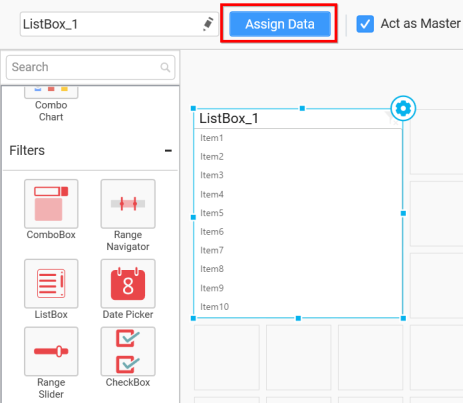 ListBox_1
Assign Data
Act as Master
Search
Combo
Chart
Filters
ComboBox
Range
Navigator
ListBox
8
Date Picker
Range
Slider
CheckBox
ListBox_1
Item1
Item2
Item3
Item4
Item5
Item6
Item7
Item8
Item9
Item10